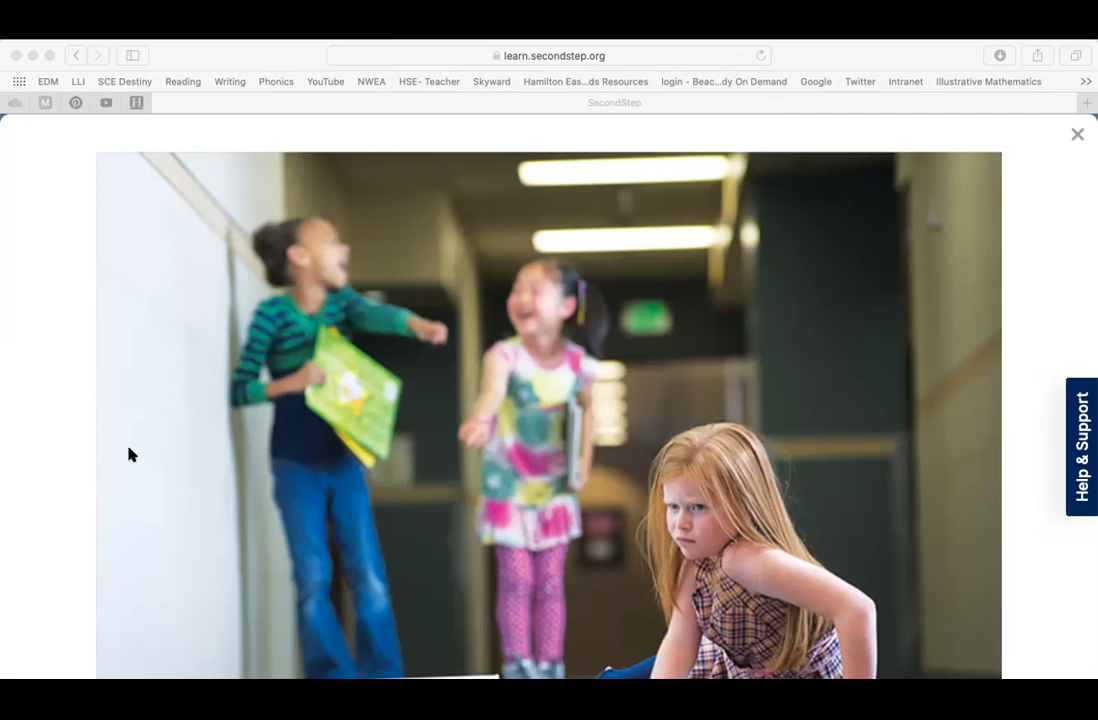 learn.secondstep.org
EDM LLI SCE Destiny Reading Writing Phonics YouTube NWEA HSE- Teacher Skyward Hamilton Eas...ds Resources login - Beac...dy On Demand Google Twitter Intranet Illustrative Mathematics >>
M H SecondStep +
Help & Support